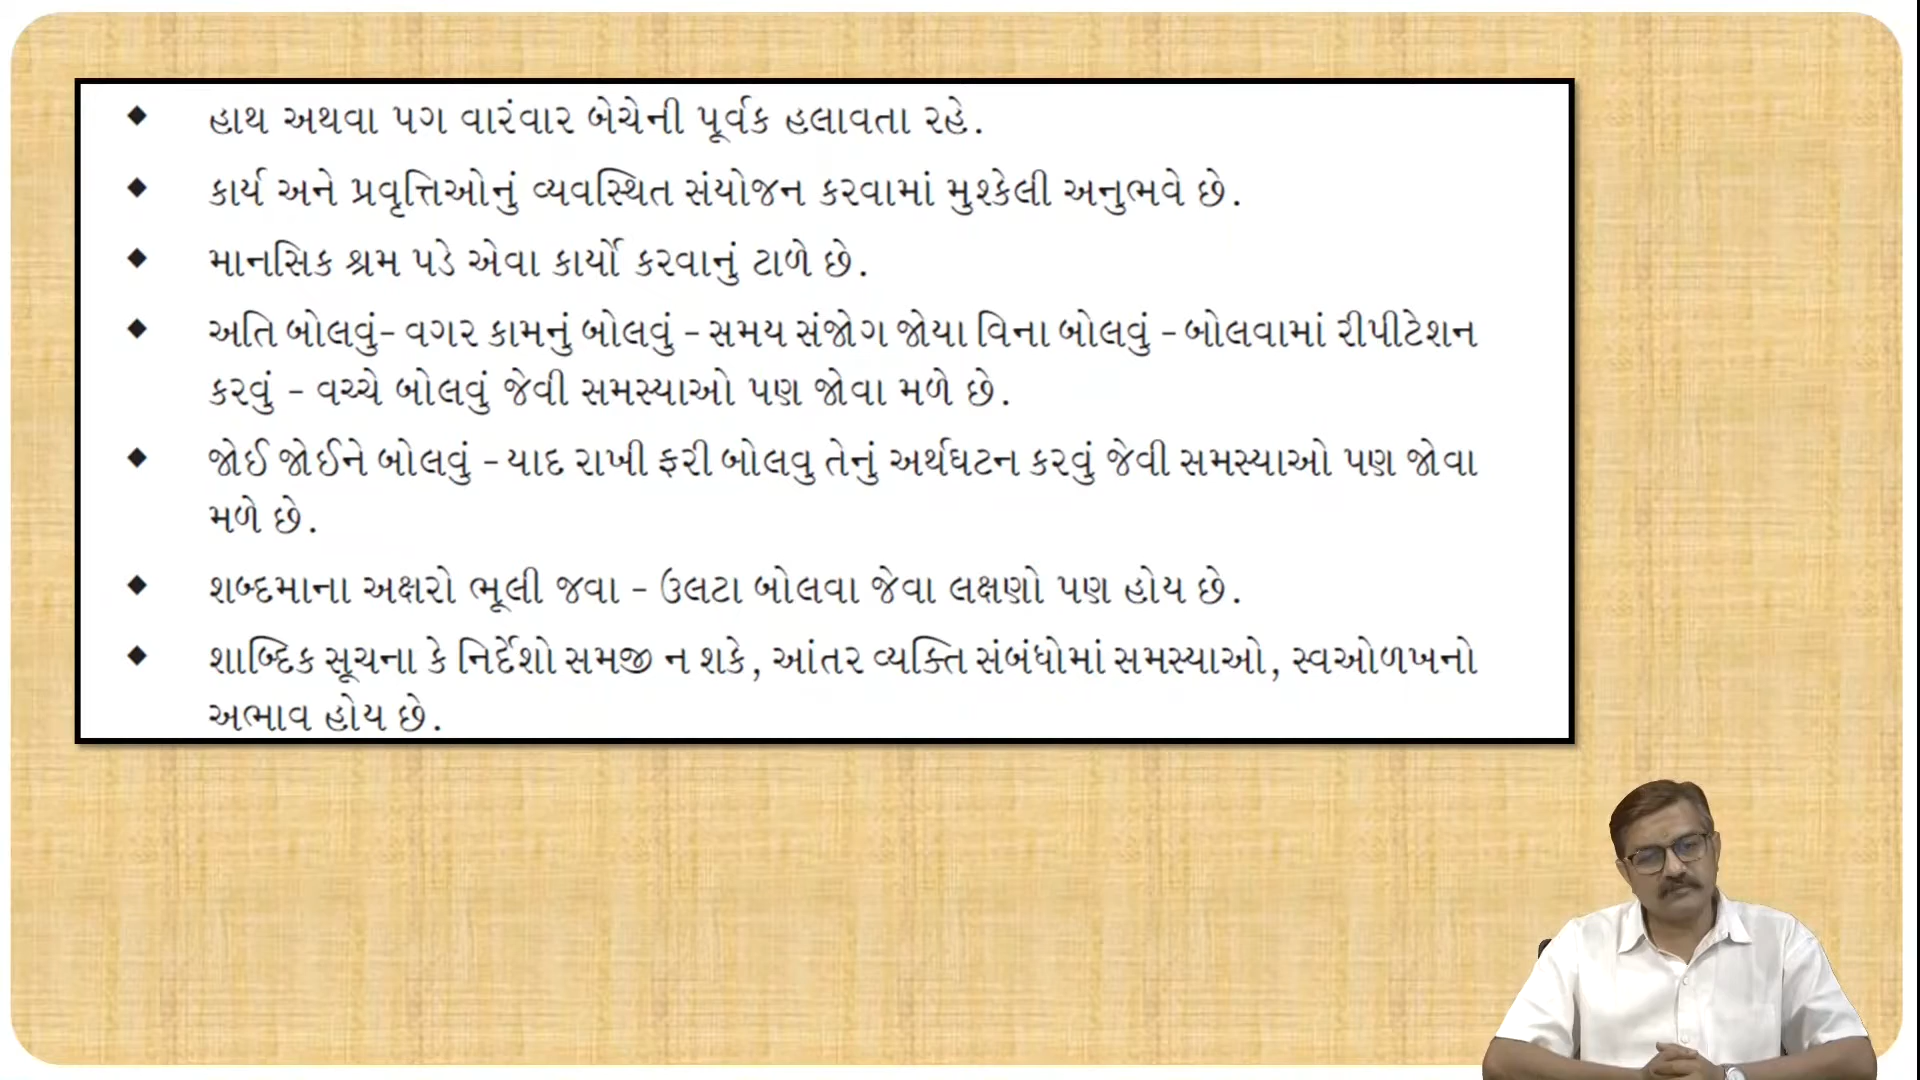 ◆ હાથ અથવા પગ વારંવાર બેચેની પૂર્વક હલાવતા રહે.
◆ કાર્ય અને પ્રવૃત્તિઓનું વ્યવસ્થિત સંયોજન કરવામાં મુશ્કેલી અનુભવે છે.
◆ માનસિક શ્રમ પડે એવા કાર્યો કરવાનું ટાળે છે.
◆ અતિ બોલવું- વગર કામનું બોલવું - સમય સંજોગ જોયા વિના બોલવું - બોલવામાં રીપીટેશન
કરવું - વચ્ચે બોલવું જેવી સમસ્યાઓ પણ જોવા મળે છે.
◆ જોઈ જોઈને બોલવું - યાદ રાખી ફરી બોલવુ તેનું અર્થઘટન કરવું જેવી સમસ્યાઓ પણ જોવા
મળે છે.
◆ શબ્દમાના અક્ષરો ભૂલી જવા - ઉલટા બોલવા જેવા લક્ષણો પણ હોય છે.
◆ શાબ્દિક સૂચના કે નિર્દેશો સમજી ન શકે, આંતર વ્યક્તિ સંબંધોમાં સમસ્યાઓ, સ્વઓળખનો
અભાવ હોય છે.